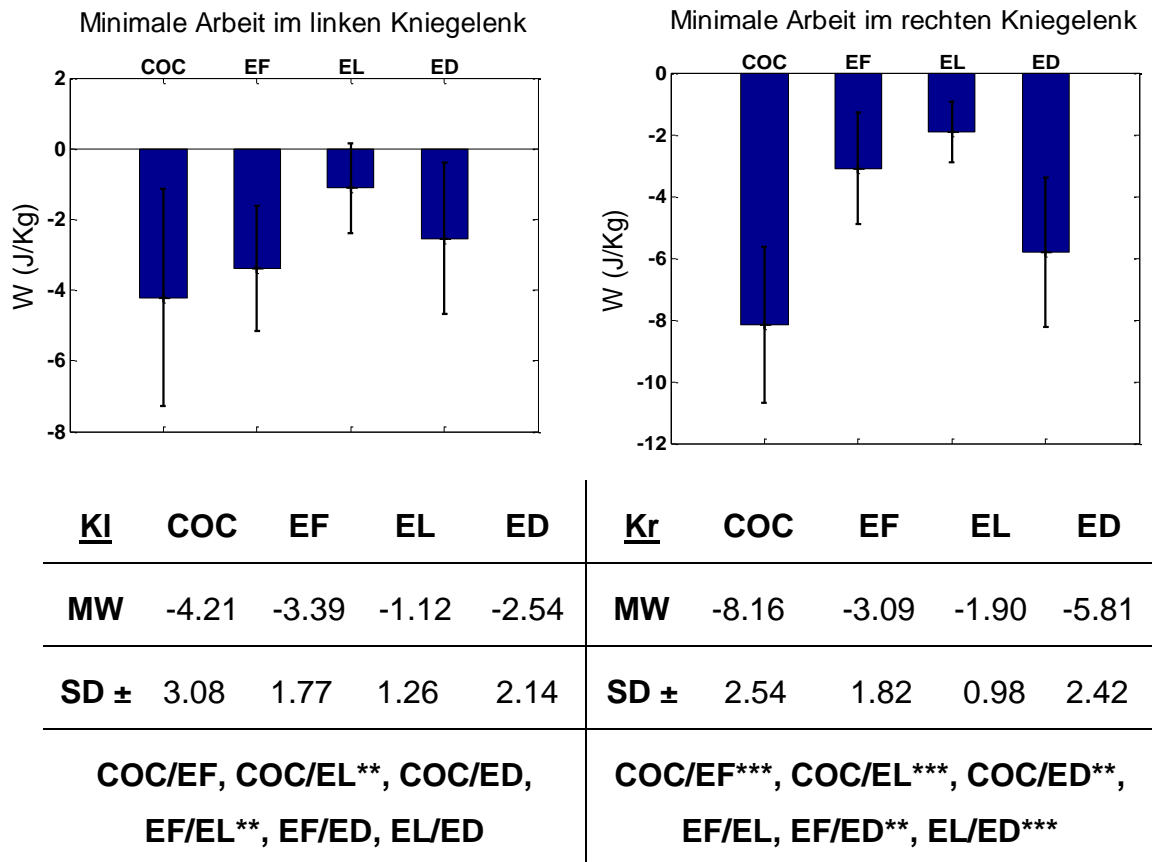 Minimale Arbeit im linken Kniegelenk
COC EF EL ED
2
0
-2
-4
-6
-8
W (J/Kg)
Minimale Arbeit im rechten Kniegelenk
COC EF EL ED
0
-2
-4
-6
-8
-10
-12
W (J/Kg)
Kl COC EF EL ED
MW -4.21 -3.39 -1.12 -2.54
SD ± 3.08 1.77 1.26 2.14
COC/EF, COC/EL**, COC/ED,
EF/EL**, EF/ED, EL/ED
Kr COC EF EL ED
MW -8.16 -3.09 -1.90 -5.81
SD ± 2.54 1.82 0.98 2.42
COC/EF***, COC/EL***, COC/ED**,
EF/EL, EF/ED**, EL/ED***